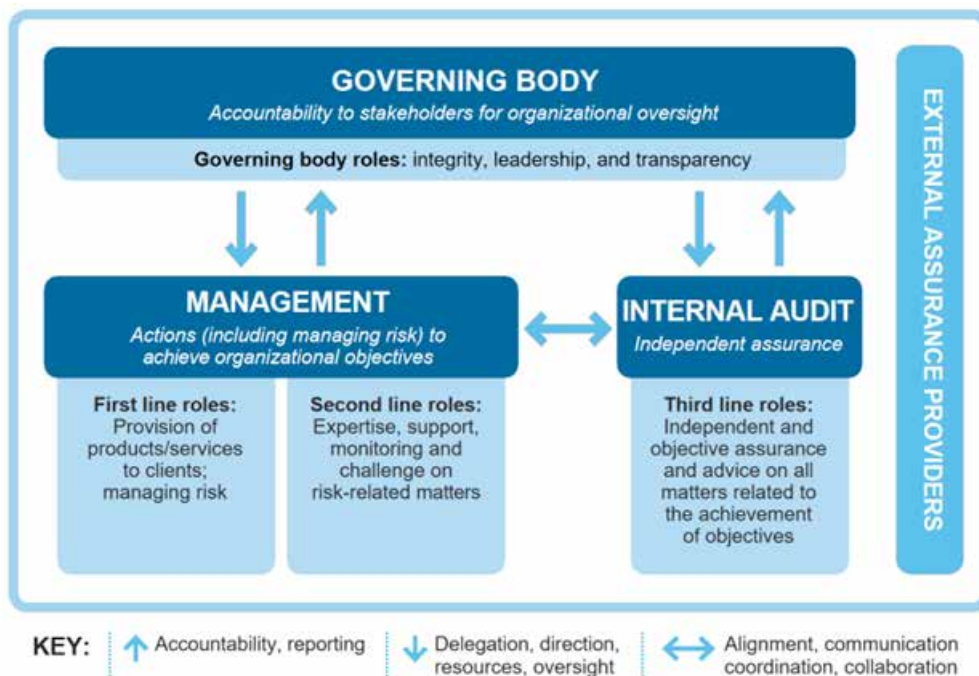 GOVERNING BODY
Accountability to stakeholders for organizational oversight
Governing body roles: integrity, leadership, and transparency
MANAGEMENT
Actions (including managing risk) to
achieve organizational objectives
INTERNAL AUDIT
Independent assurance
First line roles:
Provision of
products/services
to clients;
managing risk
Second line roles:
Expertise, support,
monitoring and
challenge on
risk-related matters
Third line roles:
Independent and
objective assurance
and advice on all
matters related to
the achievement
of objectives
EXTERNAL ASSURANCE PROVIDERS
KEY:
Accountability, reporting
Delegation, direction,
resources, oversight
Alignment, communication
coordination, collaboration